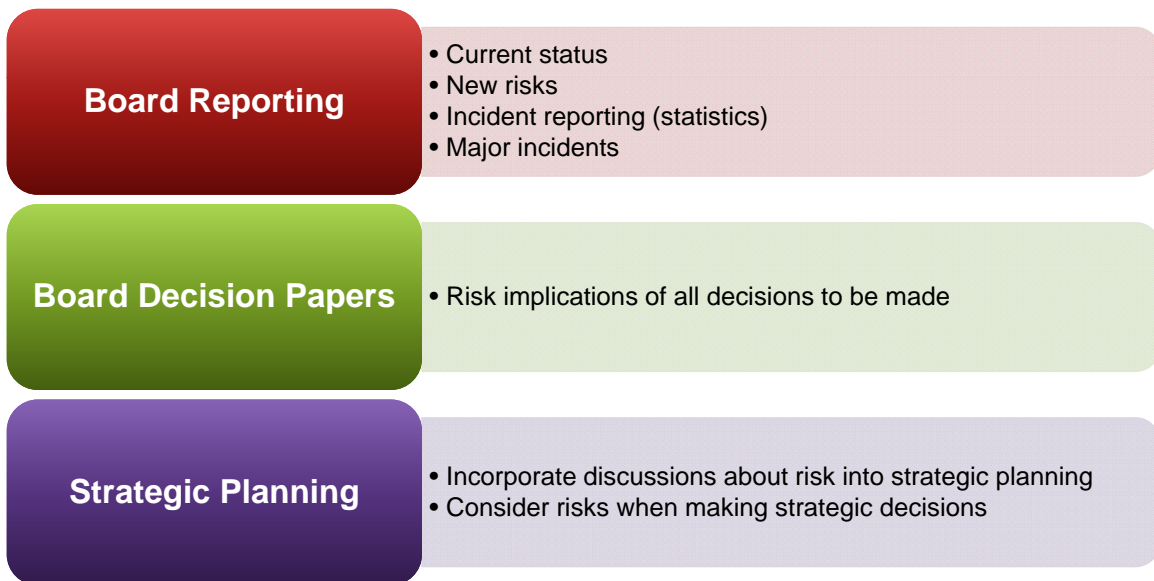 Board Reporting
• Current status
• New risks
• Incident reporting (statistics)
• Major incidents
Board Decision Papers
• Risk implications of all decisions to be made
Strategic Planning
• Incorporate discussions about risk into strategic planning
• Consider risks when making strategic decisions